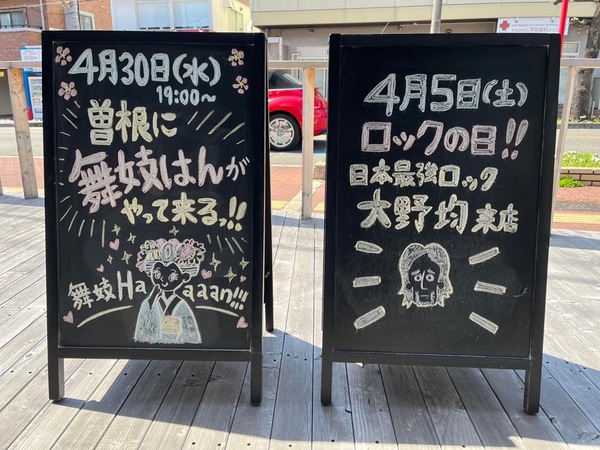 4月30日(水)
19:00〜
曽根に
舞妓はんが
やって来るっ!!
舞妓Haaaan!!!
4月5日(土)
ロックの日!!
日本最強ロック
大野均来店